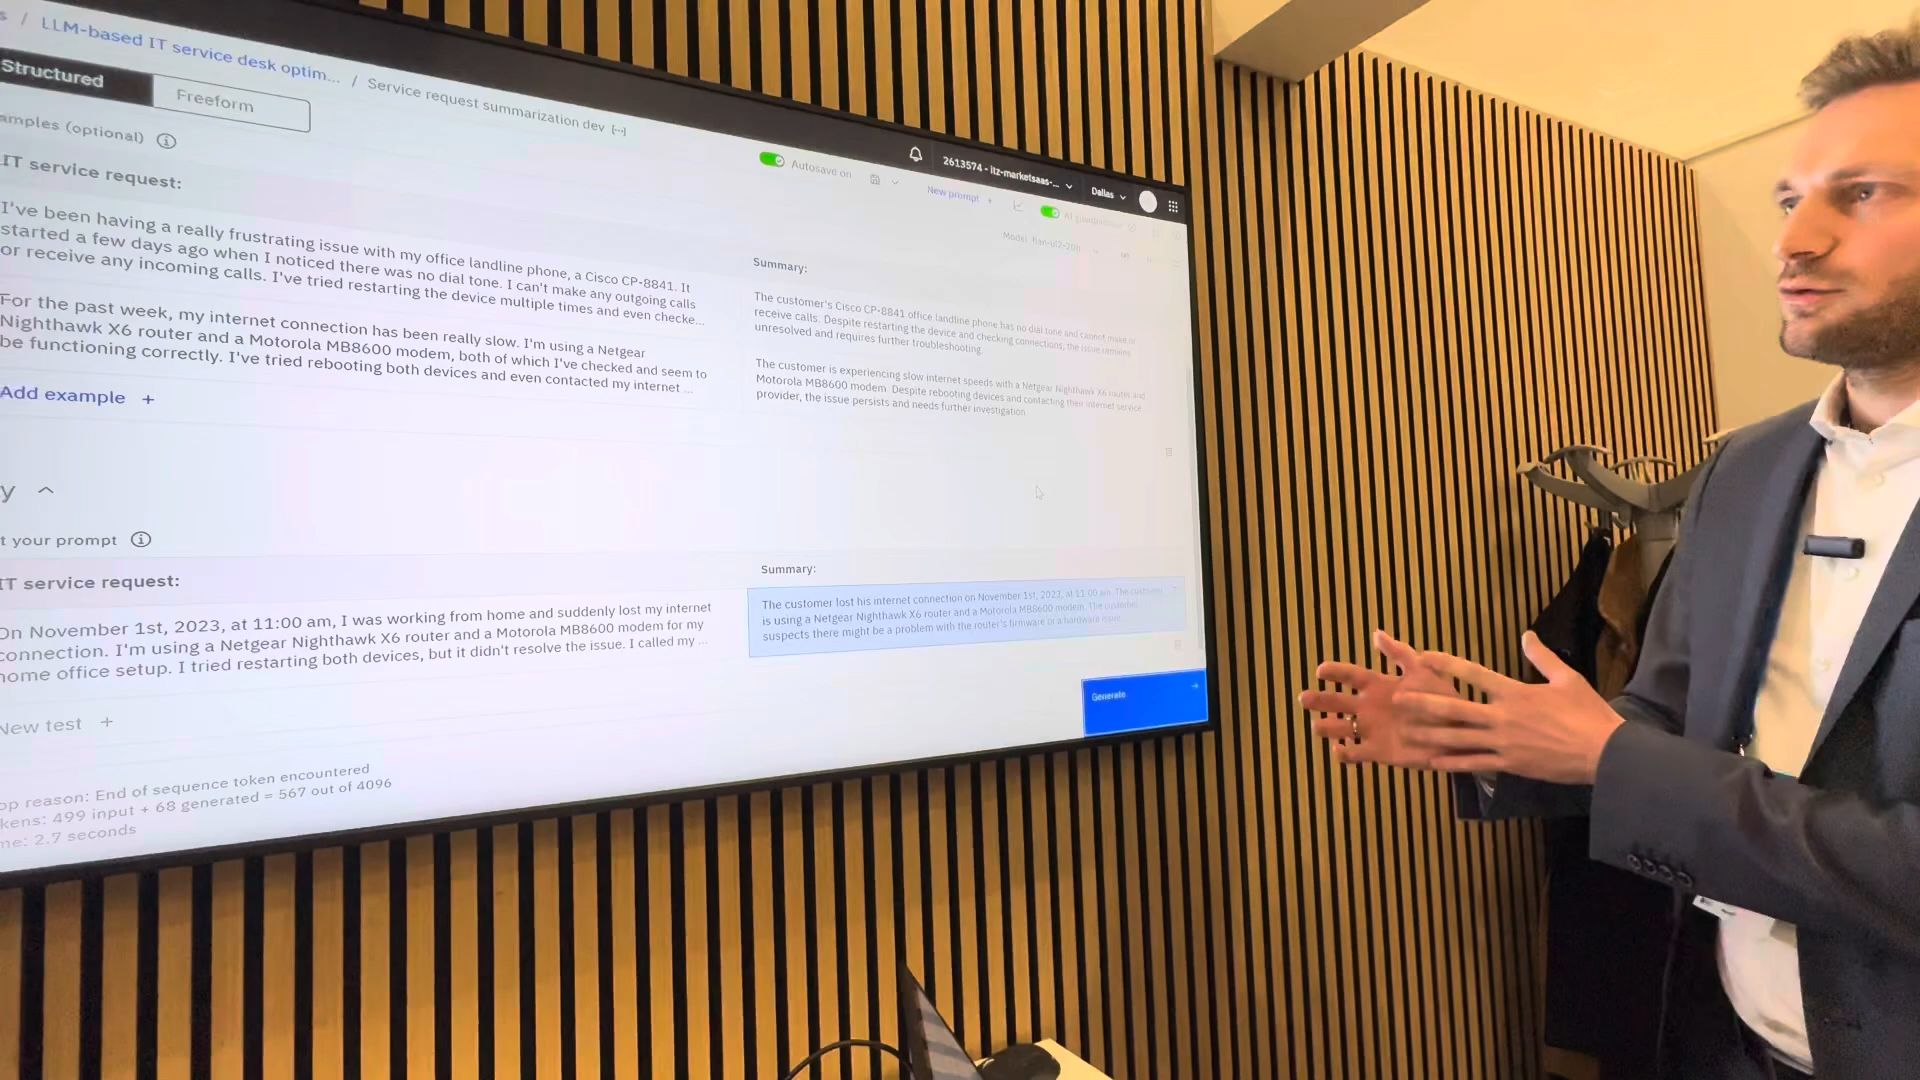 s / LLM-based IT service desk optim... / Service request summarization dev [···]
Structured
Freeform
2613574 - itz-marketsaas-...
Dallas
Autosave on
New prompt +
amples (optional)
IT service request:
Summary:
I've been having a really frustrating issue with my office landline phone, a Cisco CP-8841. It
started a few days ago when I noticed there was no dial tone. I can't make any outgoing calls
or receive any incoming calls. I've tried restarting the device multiple times and even checke...
The customer's Cisco CP-8841 office landline phone has no dial tone and cannot make or
receive calls. Despite restarting the device and checking connections, the issue remains
unresolved and requires further troubleshooting.
For the past week, my internet connection has been really slow. I'm using a Netgear
Nighthawk X6 router and a Motorola MB8600 modem, both of which I've checked and seem to
be functioning correctly. I've tried rebooting both devices and even contacted my internet ...
The customer is experiencing slow internet speeds with a Netgear Nighthawk X6 router and
Motorola MB8600 modem. Despite rebooting devices and contacting their internet service
provider, the issue persists and needs further investigation.
Add example +
y
t your prompt
IT service request:
Summary:
On November 1st, 2023, at 11:00 am, I was working from home and suddenly lost my internet
connection. I'm using a Netgear Nighthawk X6 router and a Motorola MB8600 modem for my
home office setup. I tried restarting both devices, but it didn't resolve the issue. I called my ...
The customer lost his internet connection on November 1st, 2023, at 11:00 am. The customer
is using a Netgear Nighthawk X6 router and a Motorola MB8600 modem. The customer
suspects there might be a problem with the router's firmware or a hardware issue.
Generate
New test +
op reason: End of sequence token encountered
kens: 499 input + 68 generated = 567 out of 4096
me: 2.7 seconds